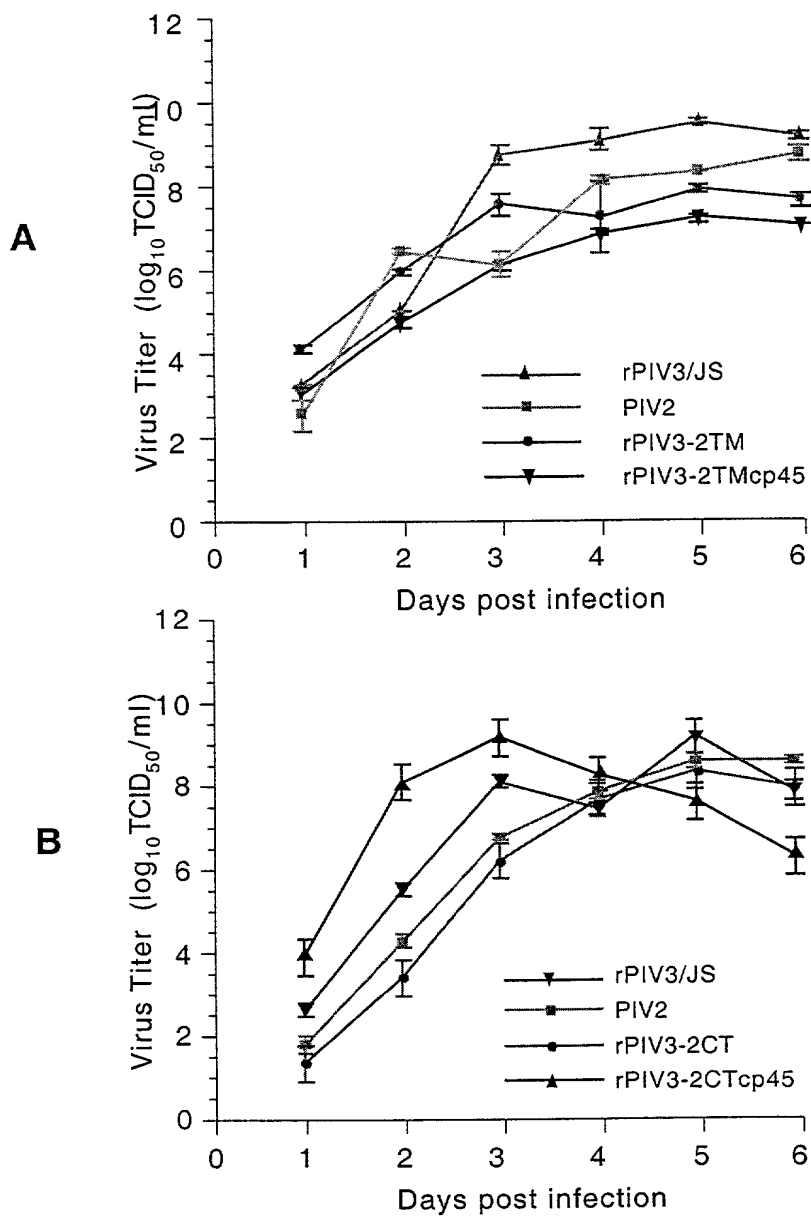 A
Virus Titer (log10TCID50/ml)
12
10
8
6
4
2
0
rPIV3/JS
PIV2
rPIV3-2TM
rPIV3-2TMcp45
0 1 2 3 4 5 6
Days post infection
B
Virus Titer (log10TCID50/ml)
12
10
8
6
4
2
0
rPIV3/JS
PIV2
rPIV3-2CT
rPIV3-2CTcp45
0 1 2 3 4 5 6
Days post infection